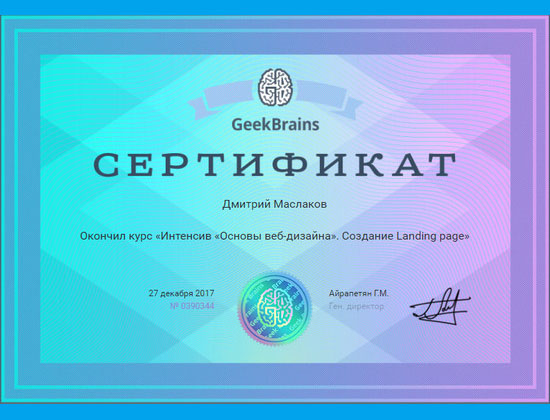 GeekBrains
СЕРТИФИКАТ
Дмитрий Маслаков
Окончил курс «Интенсив «Основы веб-дизайна». Создание Landing page»
27 декабря 2017
№ 0390344
Айрапетян Г.М.
Ген. директор